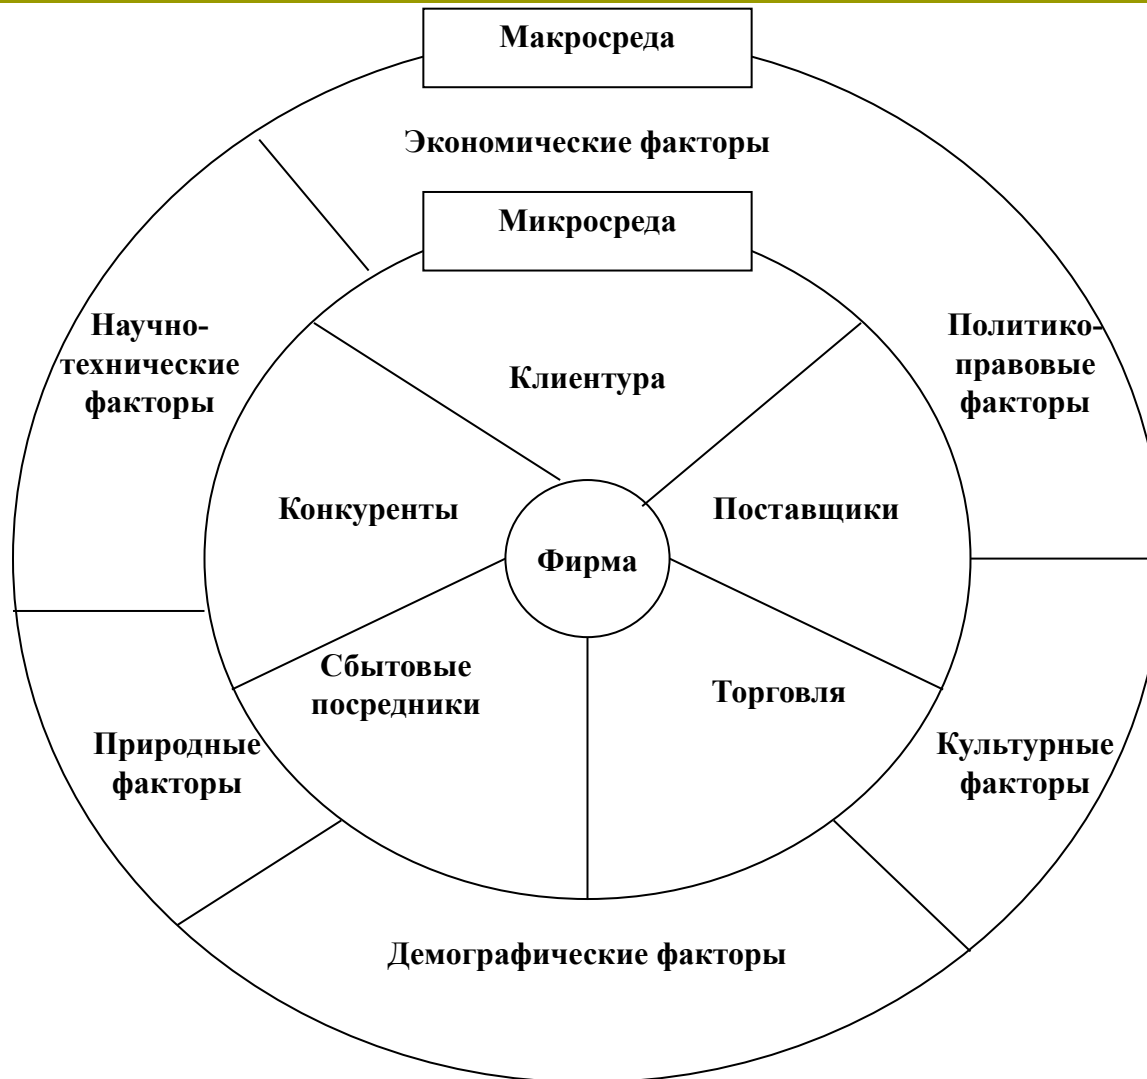 Макросреда
Экономические факторы
Микросреда
Научно-
технические
факторы
Политико-
правовые
факторы
Клиентура
Конкуренты
Поставщики
Фирма
Сбытовые
посредники
Торговля
Природные
факторы
Культурные
факторы
Демографические факторы